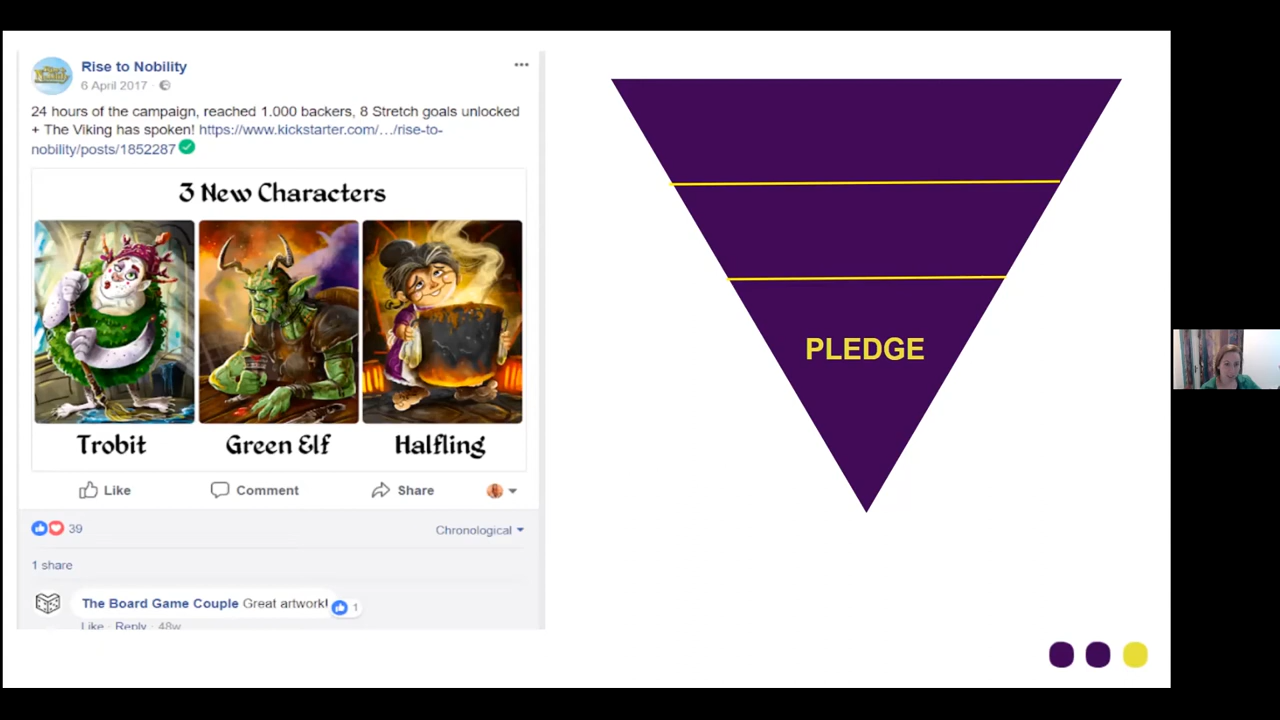 Rise to Nobility
6 April 2017 ·
24 hours of the campaign, reached 1.000 backers, 8 Stretch goals unlocked
+ The Viking has spoken! https://www.kickstarter.com/…/rise-to-
nobility/posts/1852287
3 New Characters
Trobit Green Elf Halfling
Like Comment Share
39 Chronological
1 share
The Board Game Couple Great artwork! 1
Like · Reply · 48w
PLEDGE